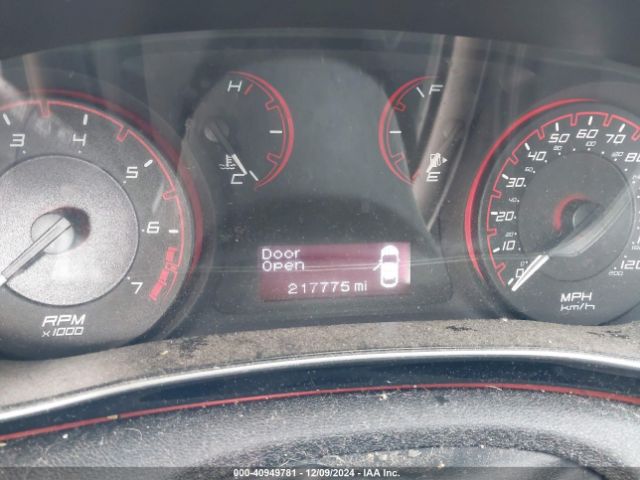 3 4 5 6 7
RPM
x1000
H
C
F
E
Door
Open
217775 mi
0 10 20 30 40 50 60 70 80 120
MPH
km/h
000-40949781 - 12/09/2024 - IAA Inc.